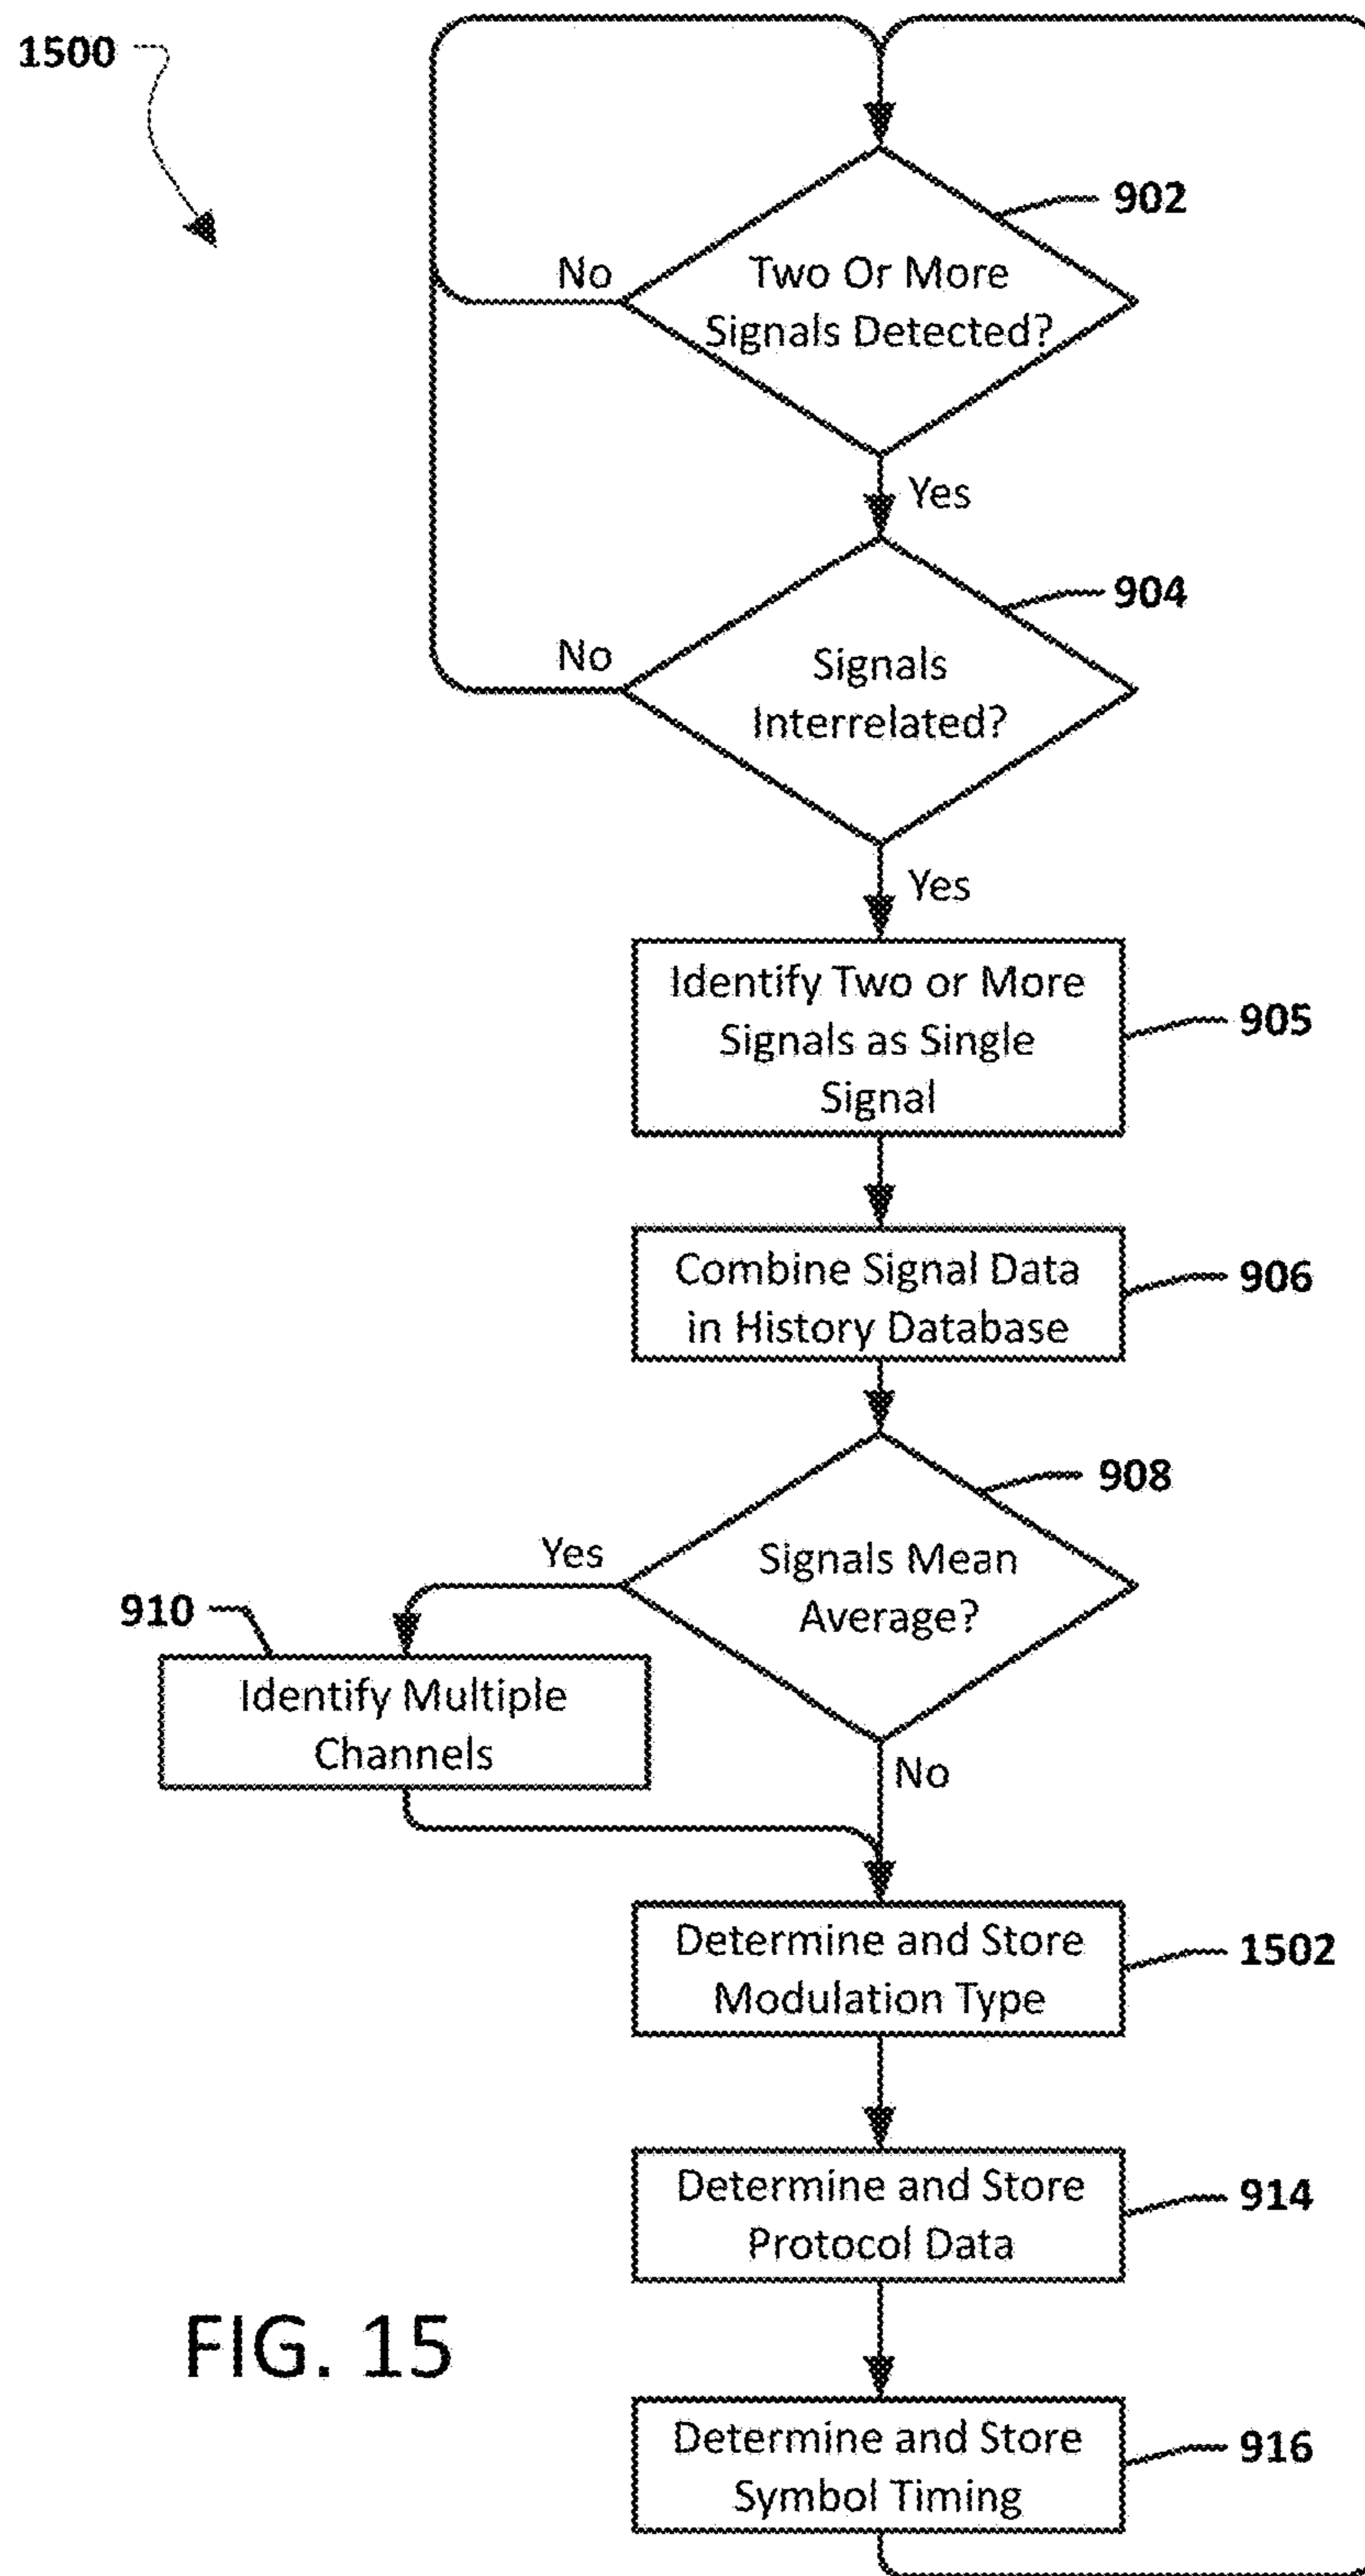 1500
902
No
Two Or More
Signals Detected?
Yes
904
No
Signals
Interrelated?
Yes
Identify Two or More
Signals as Single
Signal
905
Combine Signal Data
in History Database
906
908
Yes
Signals Mean
Average?
910
Identify Multiple
Channels
No
Determine and Store
Modulation Type
1502
Determine and Store
Protocol Data
914
FIG. 15
Determine and Store
Symbol Timing
916